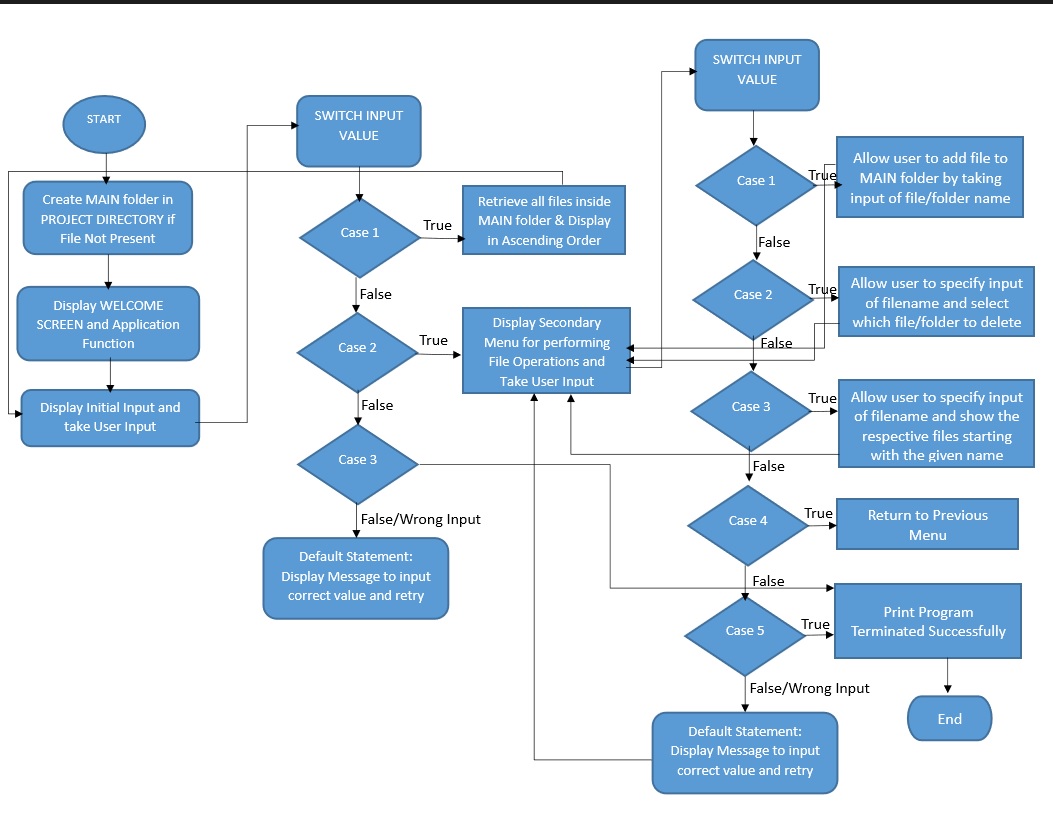 START
Create MAIN folder in
PROJECT DIRECTORY if
File Not Present
Display WELCOME
SCREEN and Application
Function
Display Initial Input and
take User Input
SWITCH INPUT
VALUE
Case 1
True
Retrieve all files inside
MAIN folder & Display
in Ascending Order
False
Case 2
True
Display Secondary
Menu for performing
File Operations and
Take User Input
False
Case 3
False/Wrong Input
Default Statement:
Display Message to input
correct value and retry
SWITCH INPUT
VALUE
Case 1
True
Allow user to add file to
MAIN folder by taking
input of file/folder name
False
Case 2
True
Allow user to specify input
of filename and select
which file/folder to delete
False
Case 3
True
Allow user to specify input
of filename and show the
respective files starting
with the given name
False
Case 4
True
Return to Previous
Menu
False
Case 5
True
Print Program
Terminated Successfully
False/Wrong Input
End
Default Statement:
Display Message to input
correct value and retry